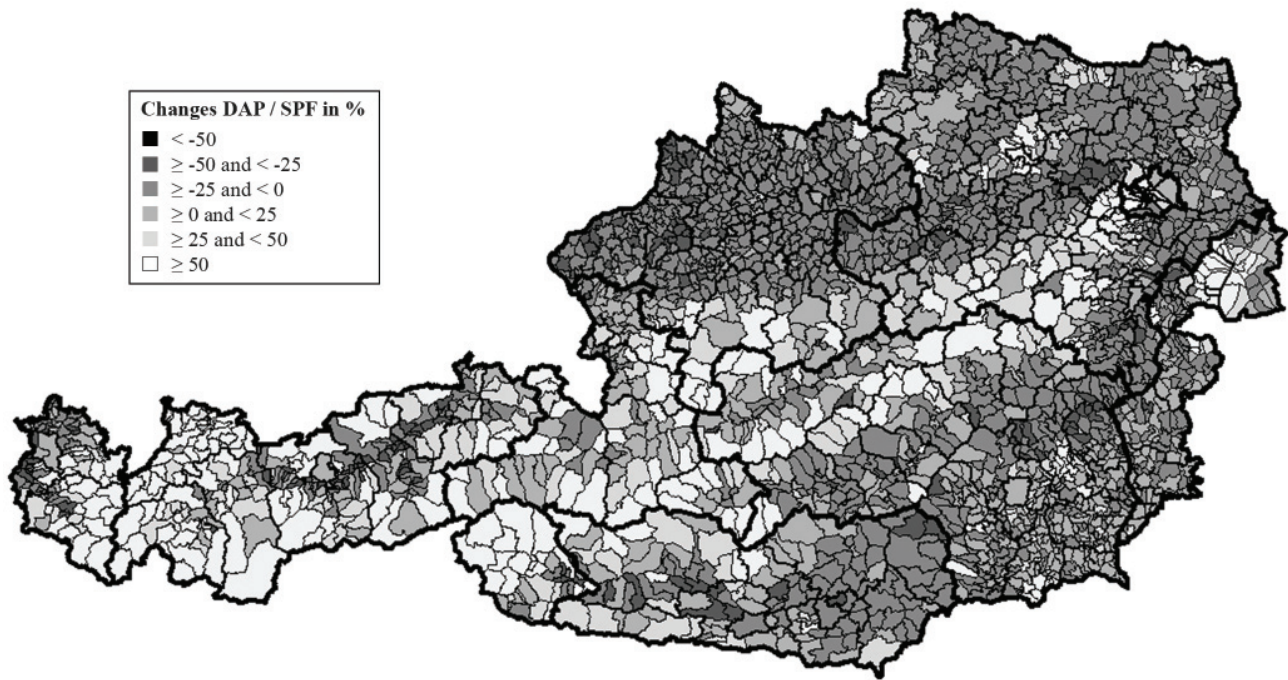 Changes DAP / SPF in %
< -50
≥ -50 and < -25
≥ -25 and < 0
≥ 0 and < 25
≥ 25 and < 50
≥ 50